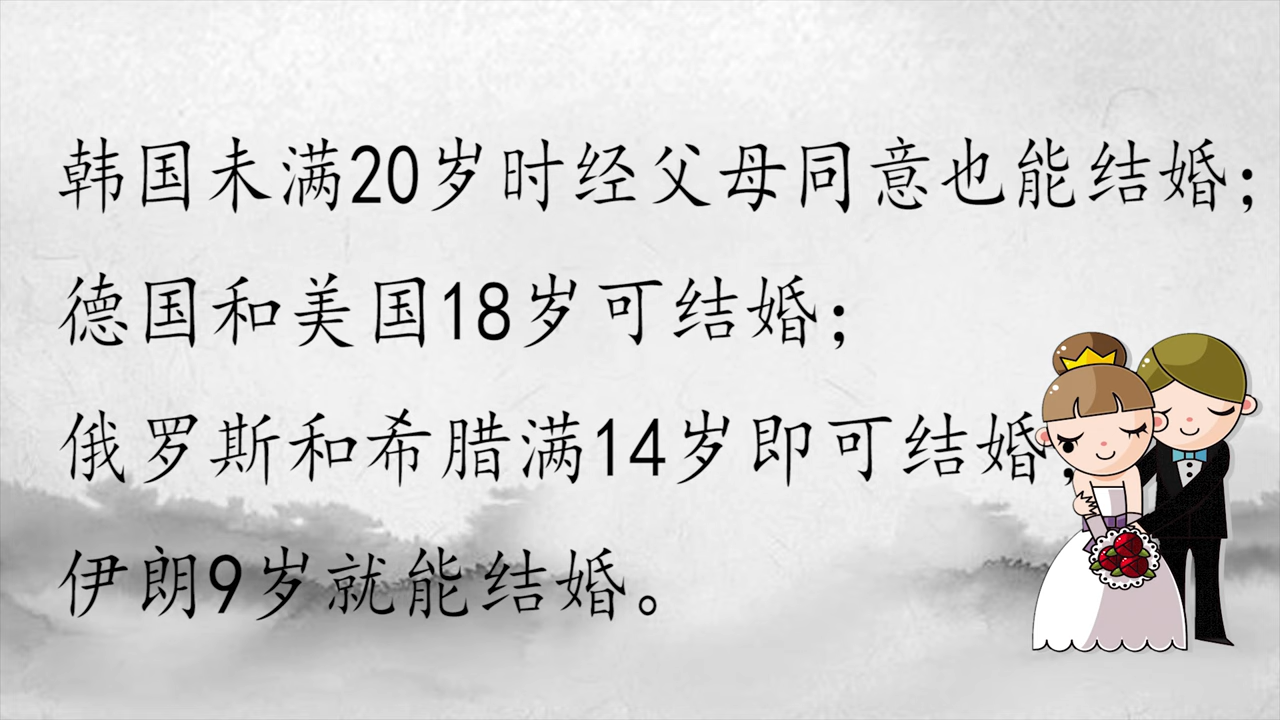 韩国未满20岁时经父母同意也能结婚；
德国和美国18岁可结婚；
俄罗斯和希腊满14岁即可结婚；
伊朗9岁就能结婚。